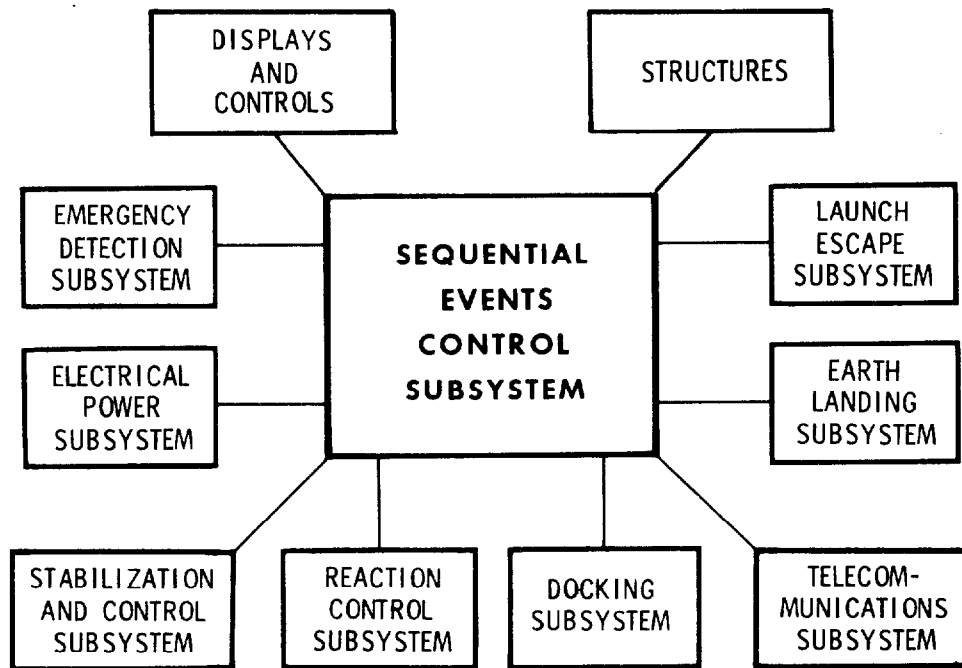 DISPLAYS
AND
CONTROLS
STRUCTURES
EMERGENCY
DETECTION
SUBSYSTEM
SEQUENTIAL
EVENTS
CONTROL
SUBSYSTEM
LAUNCH
ESCAPE
SUBSYSTEM
ELECTRICAL
POWER
SUBSYSTEM
EARTH
LANDING
SUBSYSTEM
STABILIZATION
AND CONTROL
SUBSYSTEM
REACTION
CONTROL
SUBSYSTEM
DOCKING
SUBSYSTEM
TELECOM-
MUNICATIONS
SUBSYSTEM